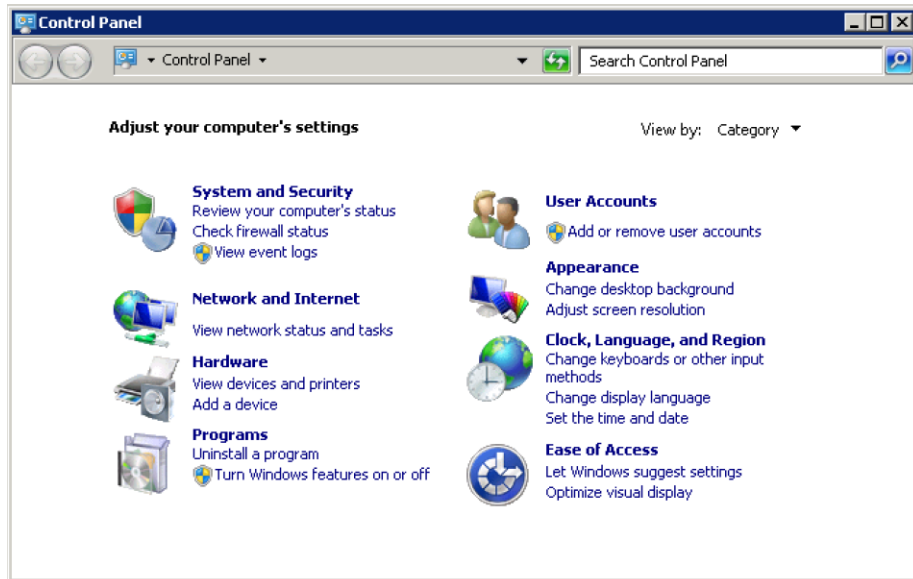 Control Panel
Control Panel
Search Control Panel
Adjust your computer's settings
View by: Category
System and Security
Review your computer's status
Check firewall status
View event logs
Network and Internet
View network status and tasks
Hardware
View devices and printers
Add a device
Programs
Uninstall a program
Turn Windows features on or off
User Accounts
Add or remove user accounts
Appearance
Change desktop background
Adjust screen resolution
Clock, Language, and Region
Change keyboards or other input
methods
Change display language
Set the time and date
Ease of Access
Let Windows suggest settings
Optimize visual display